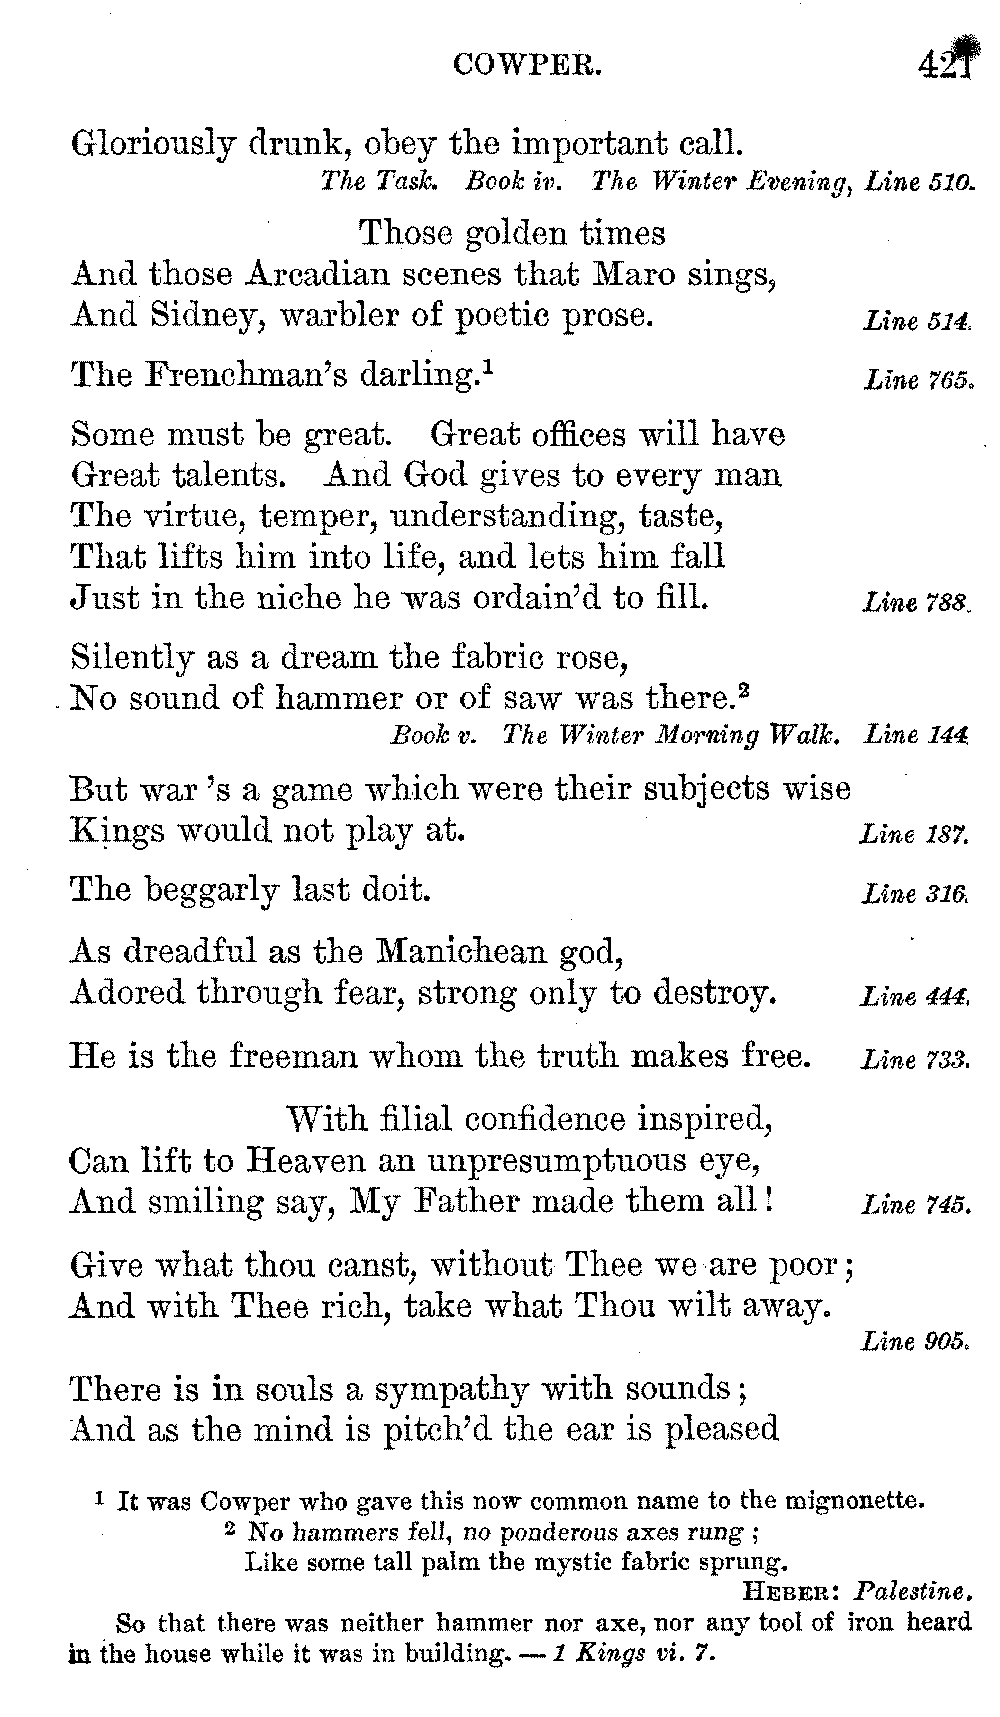 COWPER. 421
Gloriously drunk, obey the important call.
The Task. Book iv. The Winter Evening, Line 510.
Those golden times
And those Arcadian scenes that Maro sings,
And Sidney, warbler of poetic prose. Line 514.
The Frenchman's darling.¹ Line 765.
Some must be great. Great offices will have
Great talents. And God gives to every man
The virtue, temper, understanding, taste,
That lifts him into life, and lets him fall
Just in the niche he was ordain'd to fill. Line 788.
Silently as a dream the fabric rose,
No sound of hammer or of saw was there.²
Book v. The Winter Morning Walk. Line 144.
But war 's a game which were their subjects wise
Kings would not play at. Line 187.
The beggarly last doit. Line 316.
As dreadful as the Manichean god,
Adored through fear, strong only to destroy. Line 444.
He is the freeman whom the truth makes free. Line 733.
With filial confidence inspired,
Can lift to Heaven an unpresumptuous eye,
And smiling say, My Father made them all! Line 745.
Give what thou canst, without Thee we are poor;
And with Thee rich, take what Thou wilt away.
Line 905.
There is in souls a sympathy with sounds;
And as the mind is pitch'd the ear is pleased
¹ It was Cowper who gave this now common name to the mignonette.
² No hammers fell, no ponderous axes rung;
Like some tall palm the mystic fabric sprung.
HEBER: Palestine.
So that there was neither hammer nor axe, nor any tool of iron heard
in the house while it was in building. — 1 Kings vi. 7.